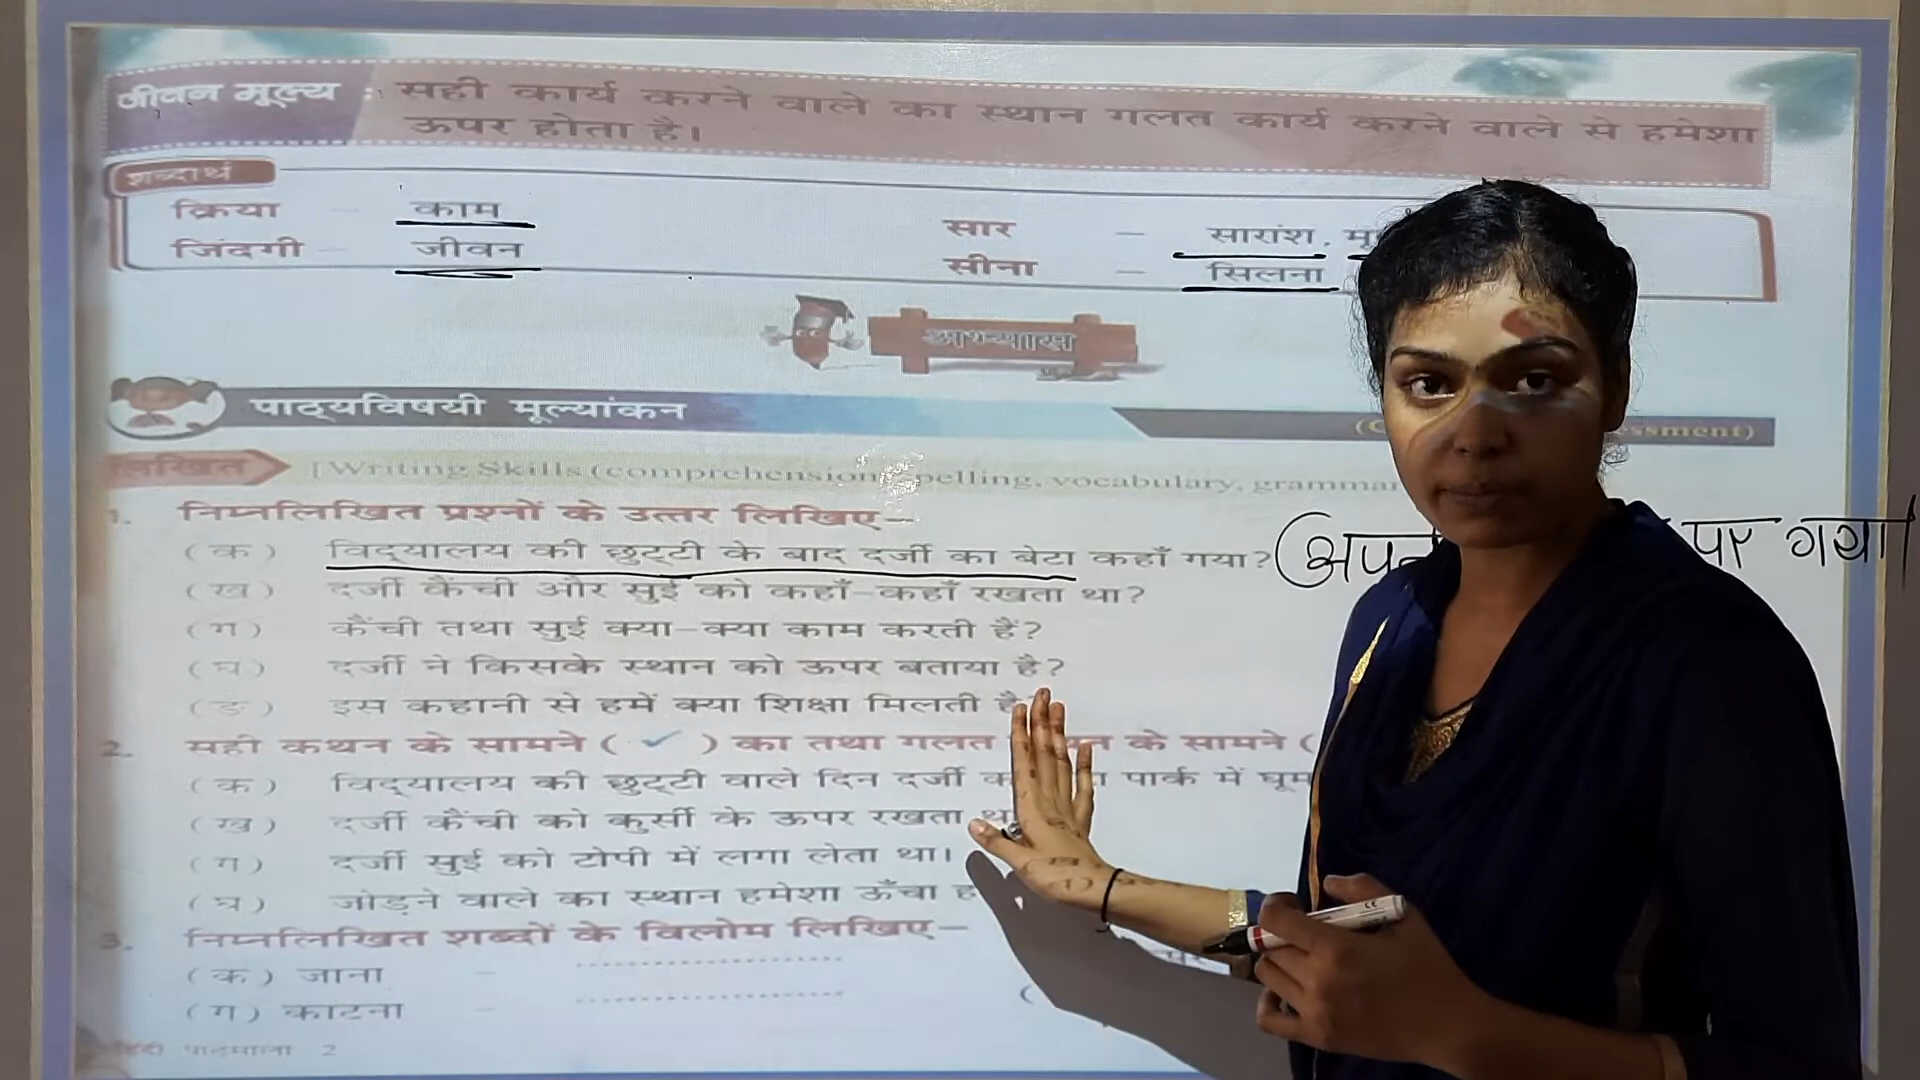 जीवन मूल्य : सही कार्य करने वाले का स्थान गलत कार्य करने वाले से हमेशा
ऊपर होता है।
शब्दार्थ
क्रिया – काम
सार – सारांश,
जिंदगी – जीवन
सीना – सिलना
अभ्यास
पाठ्यविषयी मूल्यांकन
लिखित [Writing Skills (comprehension, spelling, vocabulary, grammar
1. निम्नलिखित प्रश्नों के उत्तर लिखिए–
(क) विद्यालय की छुट्टी के बाद दर्जी का बेटा कहाँ गया? पर गया।
(ख) दर्जी कैंची और सुई को कहाँ-कहाँ रखता था?
(ग) कैंची तथा सुई क्या-क्या काम करती हैं?
(घ) दर्जी ने किसके स्थान को ऊपर बताया है?
(ङ) इस कहानी से हमें क्या शिक्षा मिलती है
2. सही कथन के सामने ( ✓ ) का तथा गलत के सामने (
(क) विद्यालय की छुट्टी वाले दिन दर्जी पार्क में
(ख) दर्जी कैंची को कुर्सी के ऊपर रखता
(ग) दर्जी सुई को टोपी में लगा लेता था।
(घ) जोड़ने वाले का स्थान हमेशा ऊँचा
3. निम्नलिखित शब्दों के विलोम लिखिए–
(क) जाना –
(ग) काटना –
हिंदी पाठमाला 2